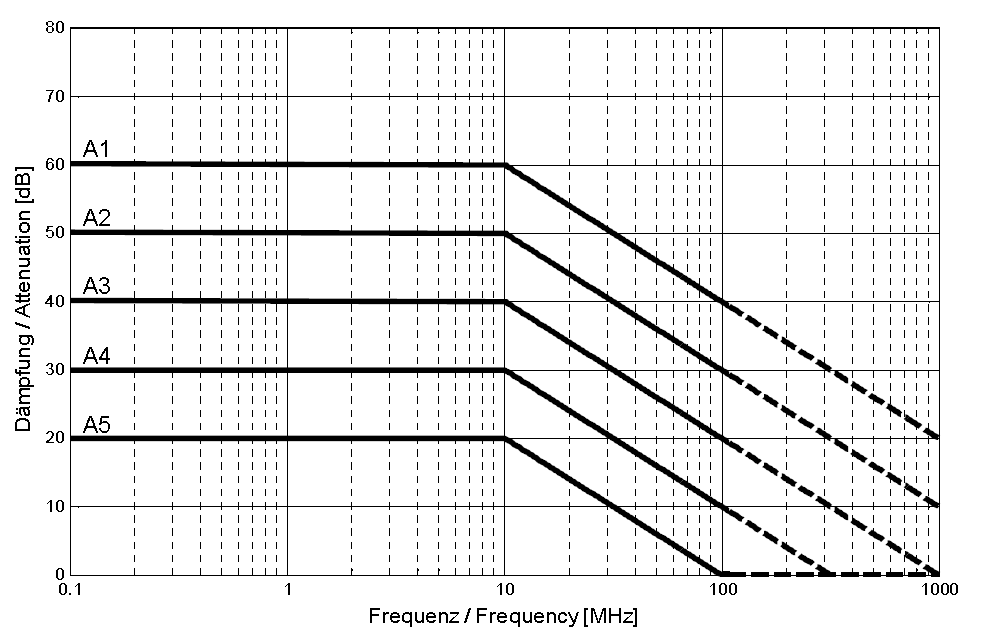 80
70
60
50
40
30
20
10
0
Dämpfung / Attenuation [dB]
A1
A2
A3
A4
A5
0.1 1 10 100 1000
Frequenz / Frequency [MHz]